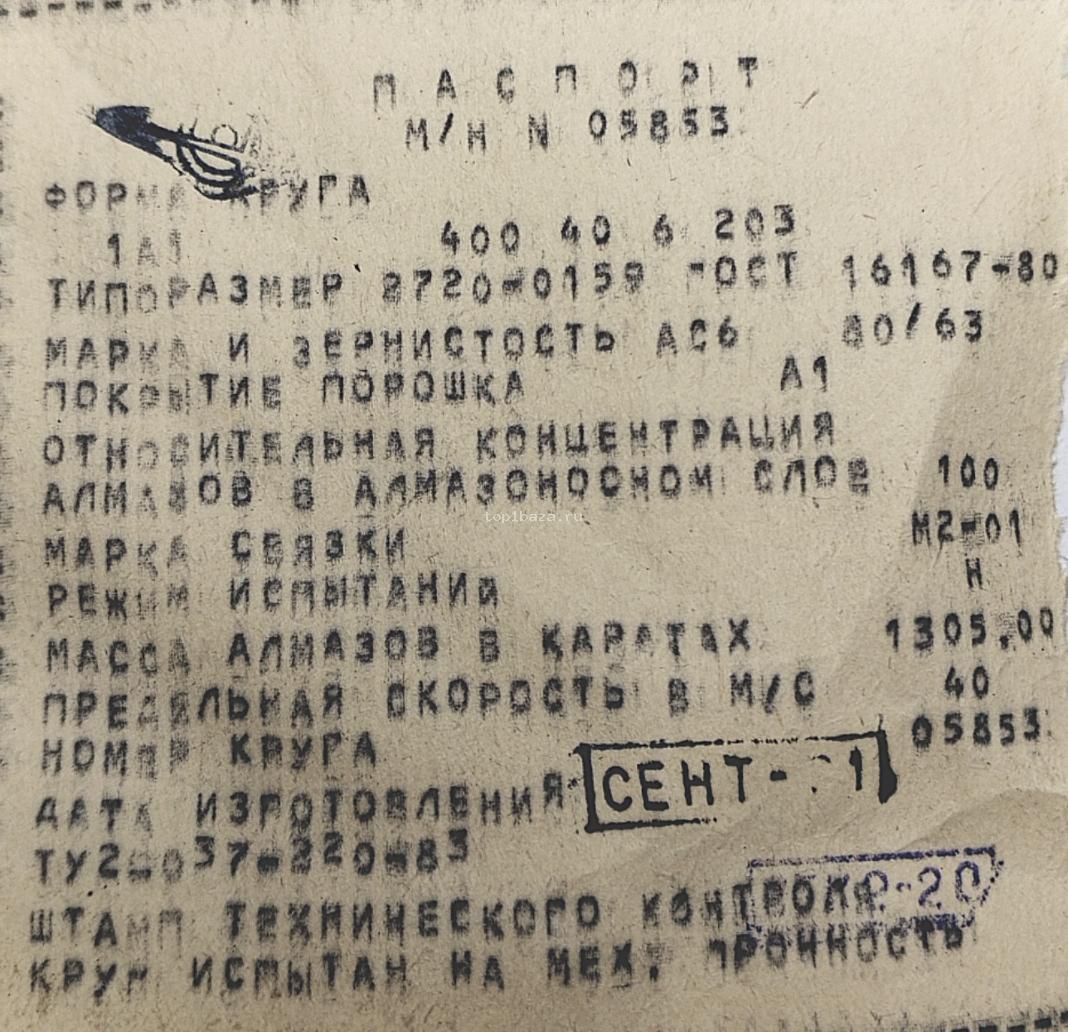 ПАСПОРТ
М/Н N 05853
ФОРМА КРУГА
1А1 400 40 6 203
ТИПОРАЗМЕР 2720-0159 ГОСТ 16167-80
МАРКА И ЗЕРНИСТОСТЬ АС6 80/63
ПОКРЫТИЕ ПОРОШКА А1
ОТНОСИТЕЛЬНАЯ КОНЦЕНТРАЦИЯ
АЛМАЗОВ В АЛМАЗОНОСНОМ СЛОЕ 100
topibaza.ru
МАРКА СВЯЗКИ М2-01
РЕЖИМ ИСПЫТАНИЯ Н
МАССА АЛМАЗОВ В КАРАТАХ 1305.00
ПРЕДЕЛЬНАЯ СКОРОСТЬ В М/С 40
НОМЕР КРУГА 05853
ДАТА ИЗГОТОВЛЕНИЯ СЕНТ-
ТУ2-037-220-83
ШТАМП ТЕХНИЧЕСКОГО КОНТРОЛЯ
КРУГ ИСПЫТАН НА МЕХ. ПРОЧНОСТЬ